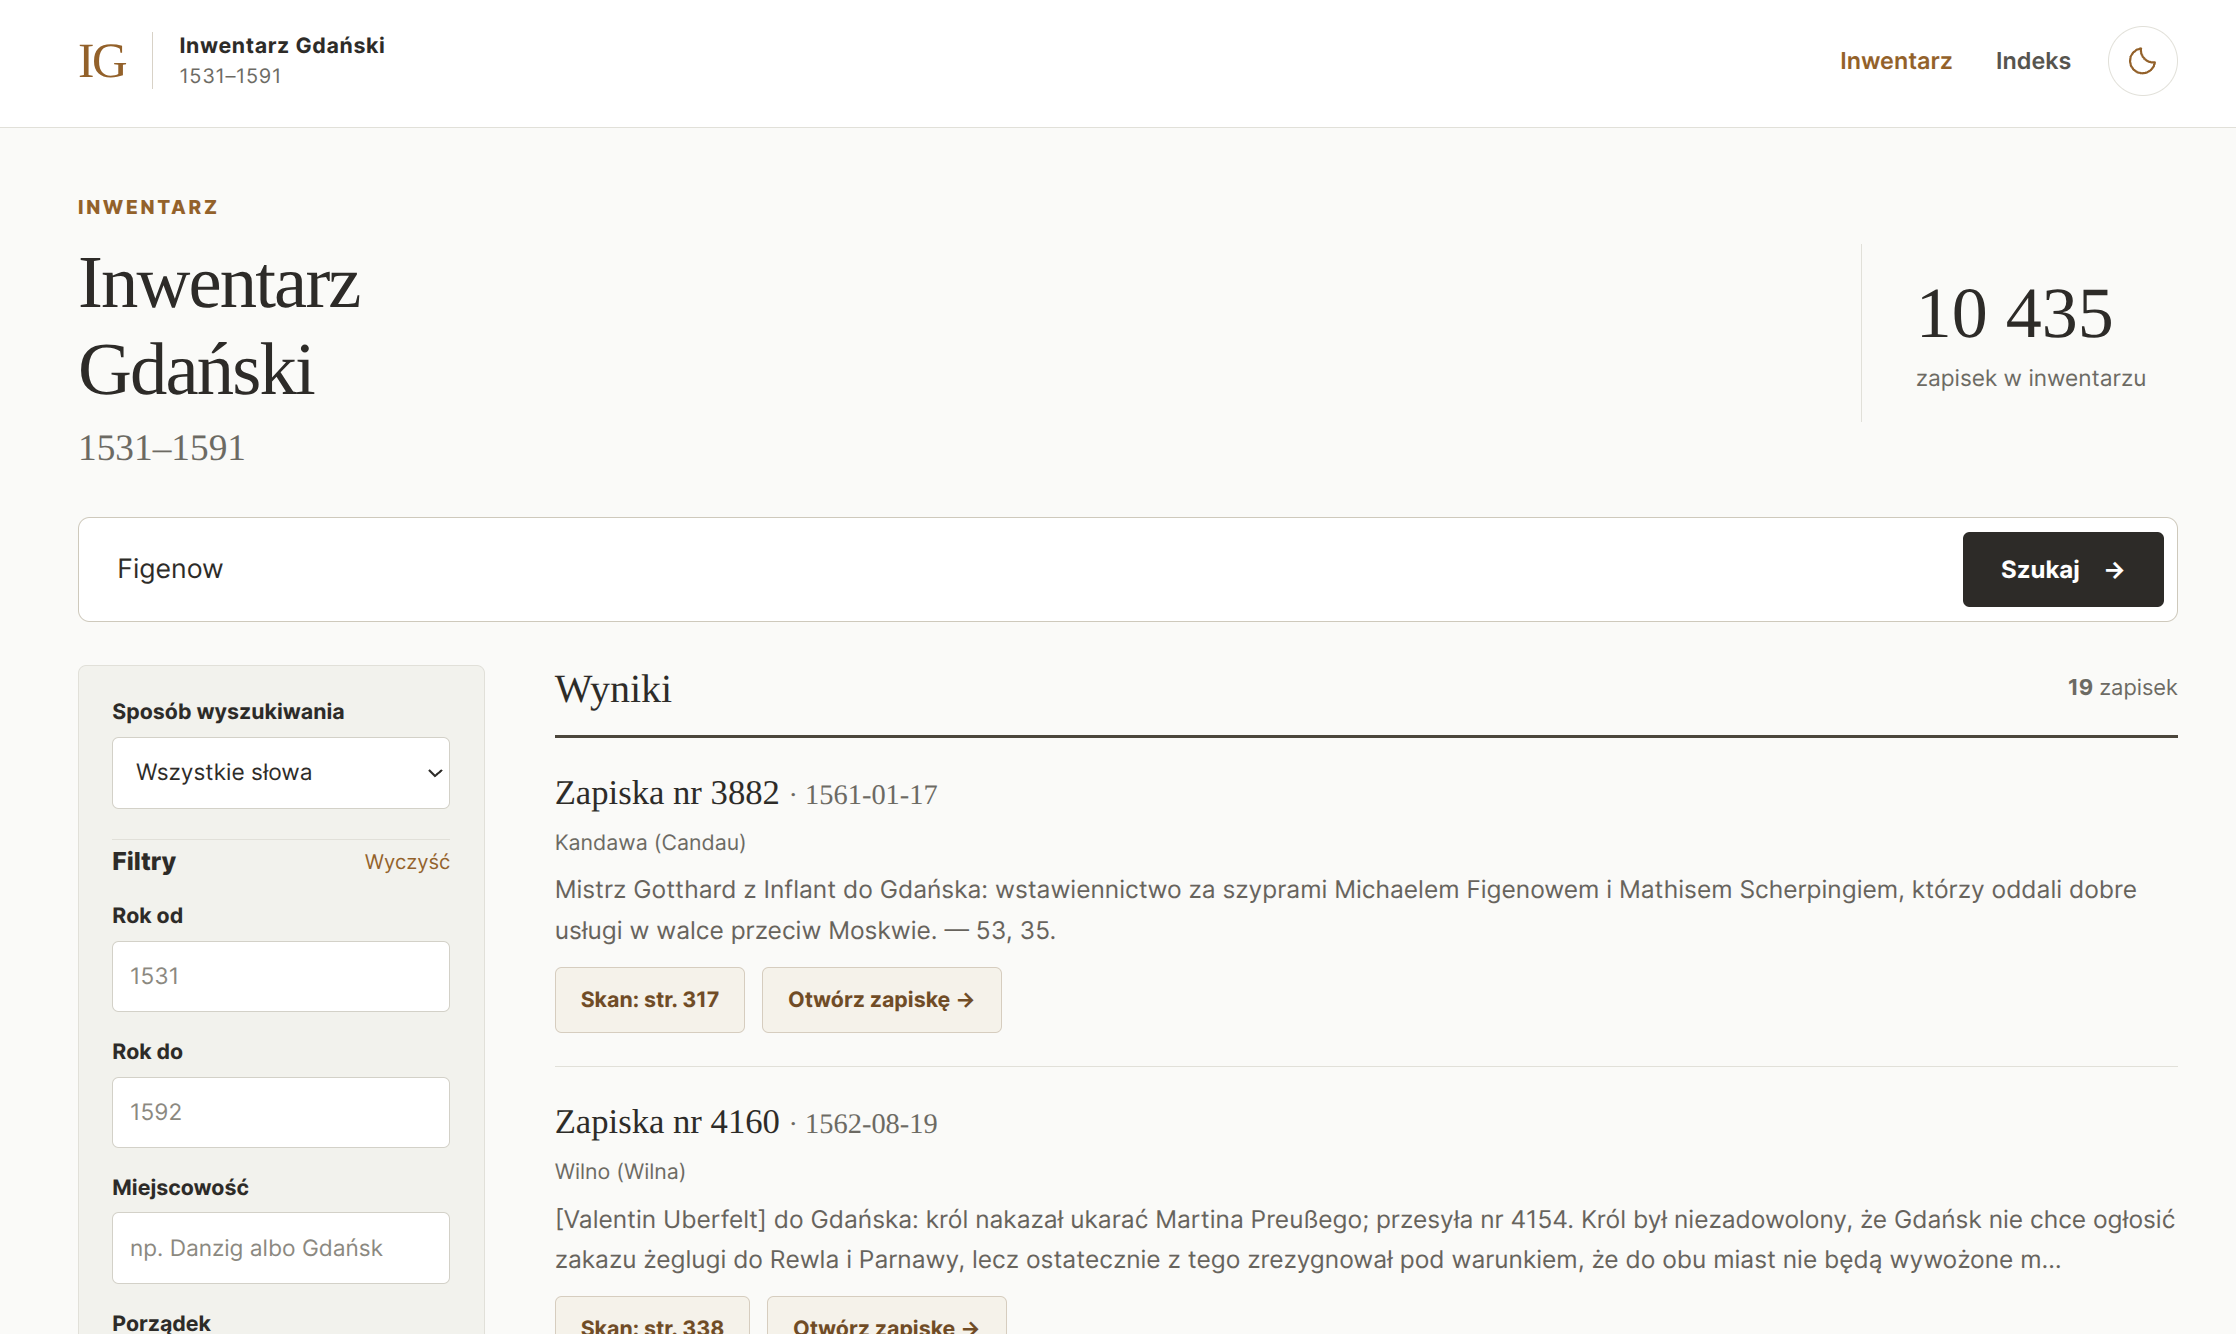 IG
Inwentarz Gdański
1531–1591
Inwentarz
Indeks
INWENTARZ
Inwentarz
Gdański
1531–1591
10 435
zapisek w inwentarzu
Figenow
Szukaj →
Sposób wyszukiwania
Wszystkie słowa
Filtry
Wyczyść
Rok od
1531
Rok do
1592
Miejscowość
np. Danzig albo Gdańsk
Porządek
Wyniki
19 zapisek
Zapiska nr 3882 · 1561-01-17
Kandawa (Candau)
Mistrz Gotthard z Inflant do Gdańska: wstawiennictwo za szyprami Michaelem Figenowem i Mathisem Scherpingiem, którzy oddali dobre
usługi w walce przeciw Moskwie. — 53, 35.
Skan: str. 317
Otwórz zapiskę →
Zapiska nr 4160 · 1562-08-19
Wilno (Wilna)
[Valentin Uberfelt] do Gdańska: król nakazał ukarać Martina Preußego; przesyła nr 4154. Król był niezadowolony, że Gdańsk nie chce ogłosić
zakazu żeglugi do Rewla i Parnawy, lecz ostatecznie z tego zrezygnował pod warunkiem, że do obu miast nie będą wywożone m...
Skan: str. 338
Otwórz zapiskę →